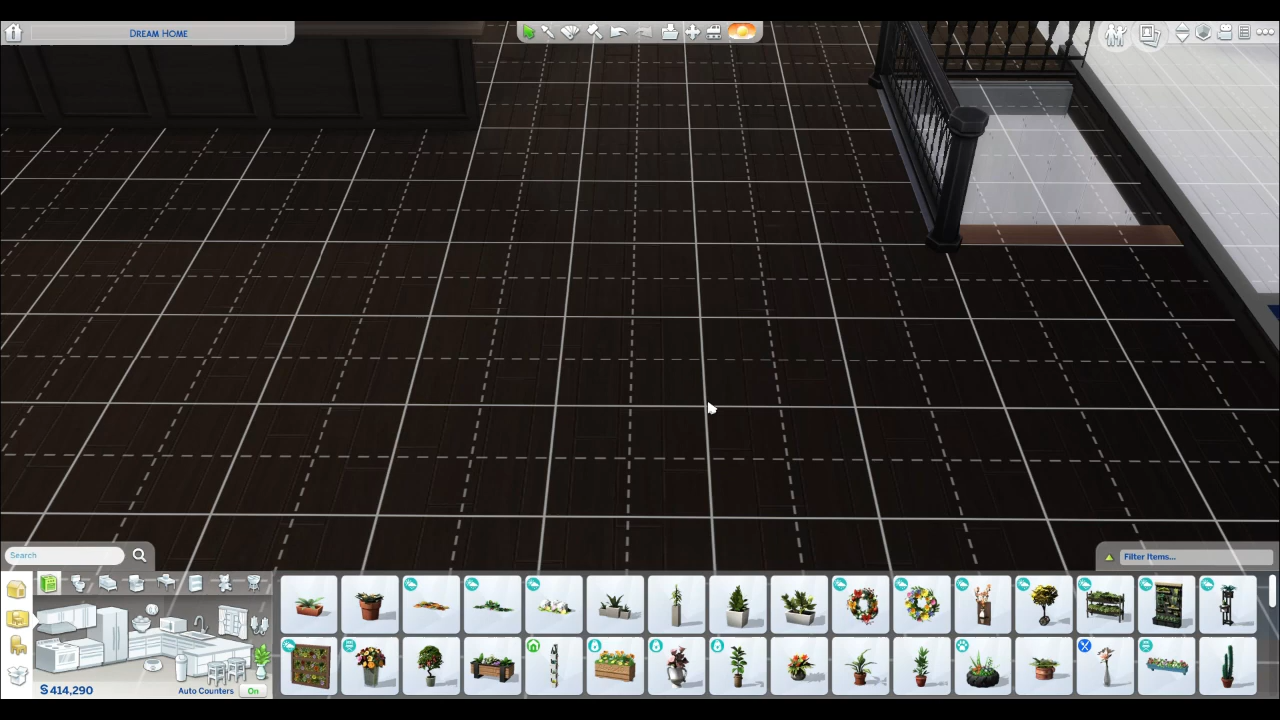 DREAM HOME
Search
Filter Items...
§414,290
Auto Counters
On